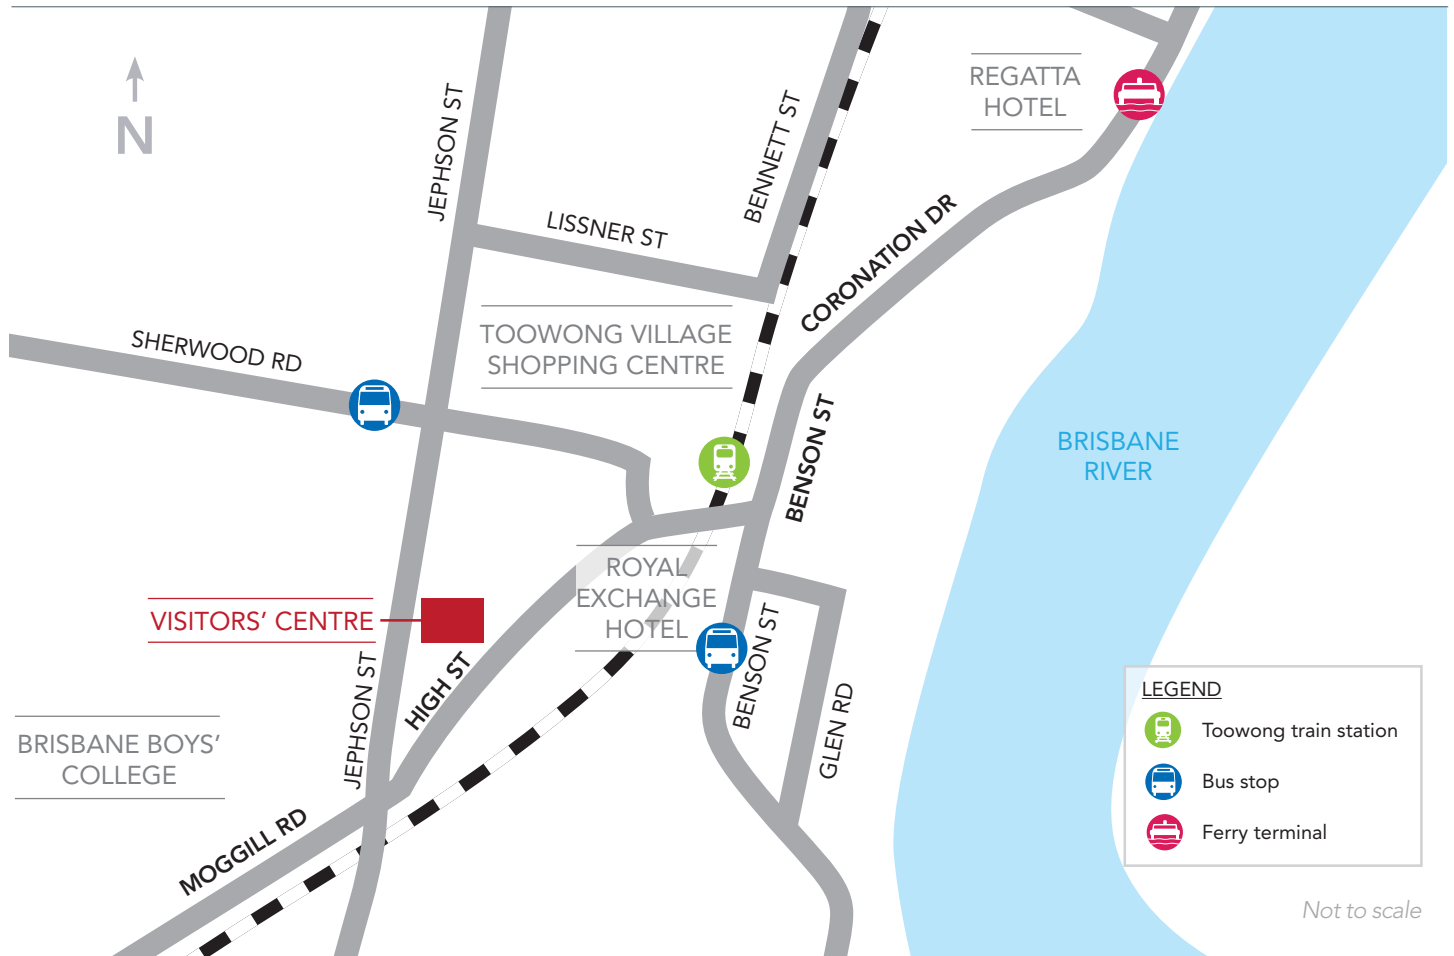 N
JEPHSON ST
LISSNER ST
BENNETT ST
REGATTA
HOTEL
CORONATION DR
SHERWOOD RD
TOOWONG VILLAGE
SHOPPING CENTRE
BENSON ST
BRISBANE
RIVER
ROYAL
EXCHANGE
HOTEL
VISITORS’ CENTRE
JEPHSON ST
HIGH ST
BENSON ST
GLEN RD
BRISBANE BOYS’
COLLEGE
MOGGILL RD
LEGEND
Toowong train station
Bus stop
Ferry terminal
Not to scale